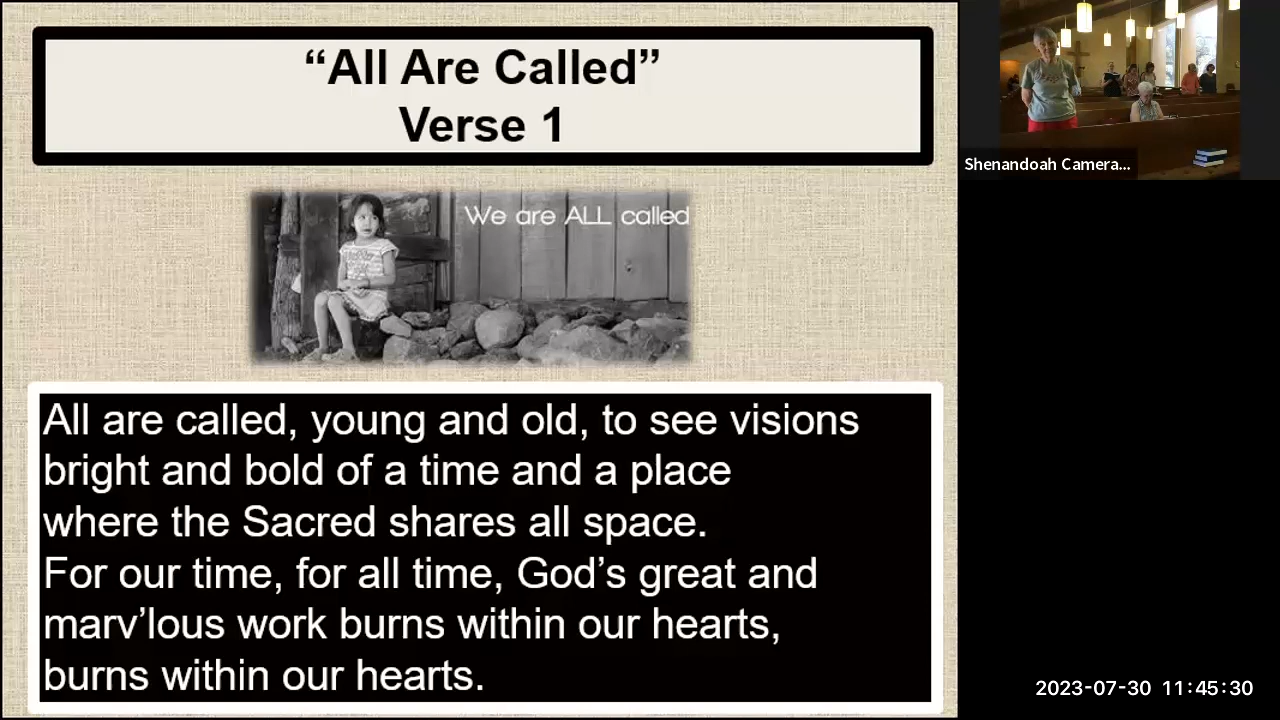 “All Are Called”
Verse 1
We are ALL called
All are called, young and old, to see visions
bright and bold of a time and a place
where the Sacred shares all space.
For our time, for all time, God’s great and
marv’lous work burns within our hearts,
burns within our hearts.
Shenandoah Camera...
2023-07-30 11:45:30